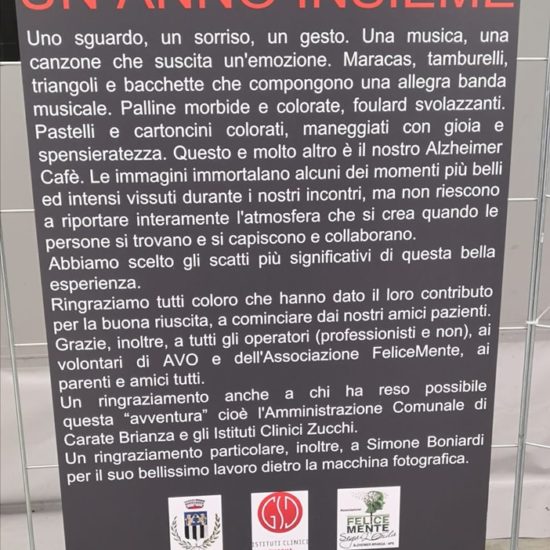 UN ANNO INSIEME
Uno sguardo, un sorriso, un gesto. Una musica, una
canzone che suscita un'emozione. Maracas, tamburelli,
triangoli e bacchette che compongono una allegra banda
musicale. Palline morbide e colorate, foulard svolazzanti.
Pastelli e cartoncini colorati, maneggiati con gioia e
spensieratezza. Questo e molto altro è il nostro Alzheimer
Cafè. Le immagini immortalano alcuni dei momenti più belli
ed intensi vissuti durante i nostri incontri, ma non riescono
a riportare interamente l'atmosfera che si crea quando le
persone si trovano e si capiscono e collaborano.
Abbiamo scelto gli scatti più significativi di questa bella
esperienza.
Ringraziamo tutti coloro che hanno dato il loro contributo
per la buona riuscita, a cominciare dai nostri amici pazienti.
Grazie, inoltre, a tutti gli operatori (professionisti e non), ai
volontari di AVO e dell'Associazione FeliceMente, ai
parenti e amici tutti.
Un ringraziamento anche a chi ha reso possibile
questa “avventura” cioè l'Amministrazione Comunale di
Carate Brianza e gli Istituti Clinici Zucchi.
Un ringraziamento particolare, inoltre, a Simone Boniardi
per il suo bellissimo lavoro dietro la macchina fotografica.
GSD
ISTITUTI CLINICI
FELICE
MENTE